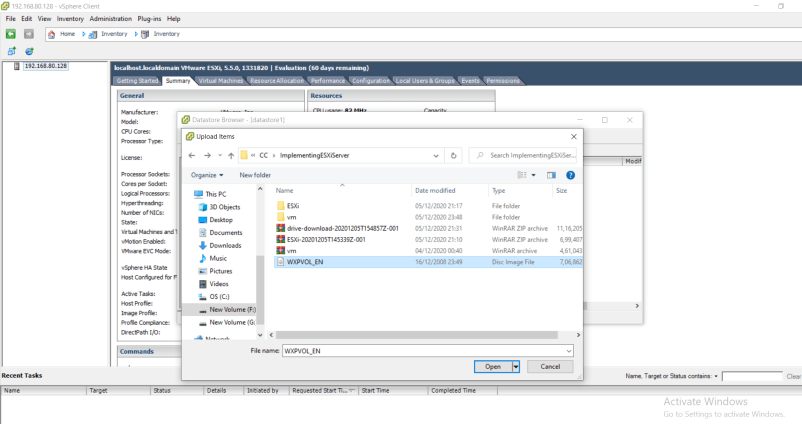 192.168.80.128 - vSphere Client
File Edit View Inventory Administration Plug-ins Help
Home Inventory Inventory
192.168.80.128
localhost.localdomain VMware ESXi, 5.5.0, 1331820 | Evaluation (60 days remaining)
Getting Started Summary Virtual Machines Resource Allocation Performance Configuration Local Users & Groups Events Permissions
General
Resources
Manufacturer:
VMware, Inc.
CPU usage: 82 MHz
Capacity
Model:
CPU Cores:
Processor Type:
License:
Processor Sockets:
Cores per Socket:
Logical Processors:
Hyperthreading:
Number of NICs:
State:
Virtual Machines and T
vMotion Enabled:
VMware EVC Mode:
vSphere HA State
Host Configured for F
Active Tasks:
Host Profile:
Image Profile:
Profile Compliance:
DirectPath I/O:
Commands
Datastore Browser - [datastore1]
Modif
Upload Items
« CC › ImplementingESXiServer
Search ImplementingESXiSer...
Organize
New folder
This PC
3D Objects
Desktop
Documents
Downloads
Music
Pictures
Videos
OS (C:)
New Volume (F:)
New Volume (G:
Network
Name Date modified Type Size
ESXi 05/12/2020 21:17 File folder
vm 05/12/2020 23:48 File folder
drive-download-20201205T154857Z-001 05/12/2020 21:31 WinRAR ZIP archive 11,16,205
ESXi-20201205T145339Z-001 05/12/2020 21:10 WinRAR ZIP archive 6,99,407
vm 04/12/2020 00:40 WinRAR archive 4,61,043
WXPVOL_EN 16/12/2008 23:49 Disc Image File 7,06,862
File name: WXPVOL_EN
Open
Cancel
Recent Tasks
Name, Target or Status contains:
Clear
Name Target Status Details Initiated by Requested Start Ti... Start Time Completed Time
Activate Windows
Go to Settings to activate Windows.